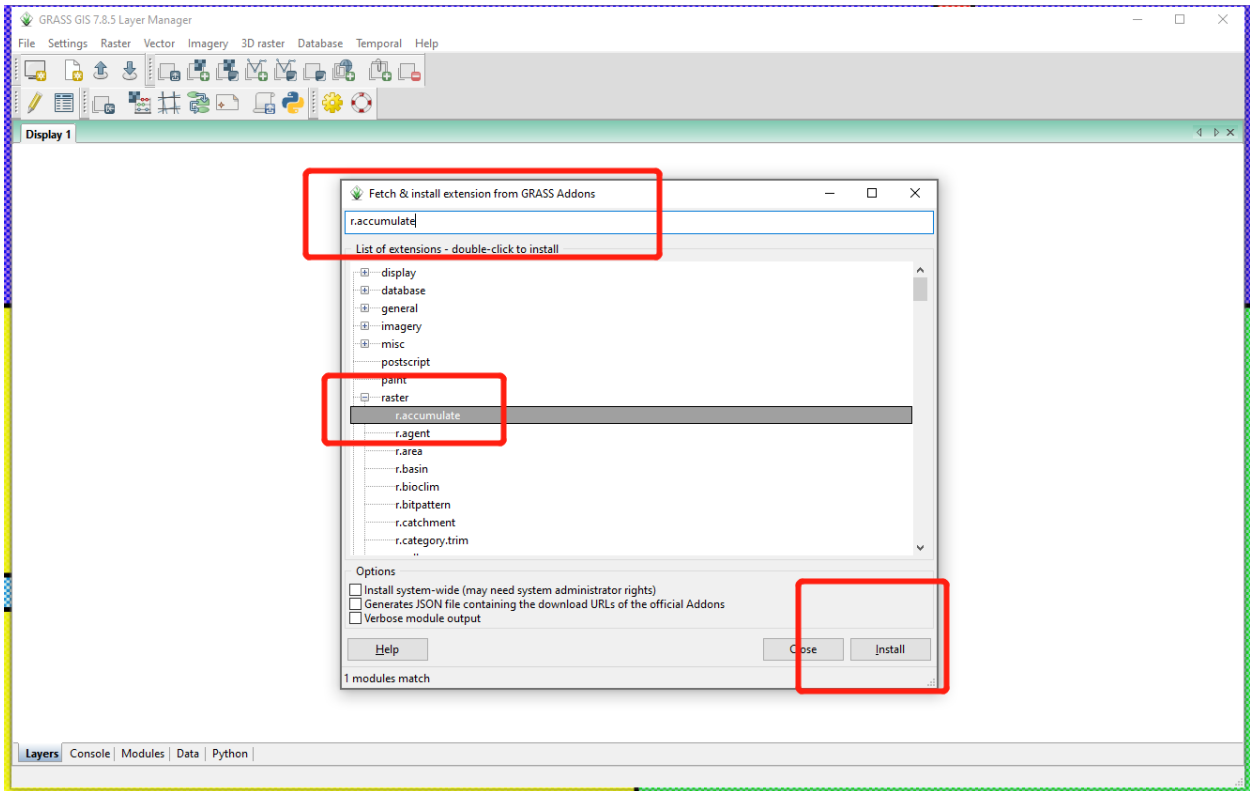 GRASS GIS 7.8.5 Layer Manager
File Settings Raster Vector Imagery 3D raster Database Temporal Help
Display 1
Fetch & install extension from GRASS Addons
r.accumulate
List of extensions - double-click to install
display
database
general
imagery
misc
postscript
paint
raster
r.accumulate
r.agent
r.area
r.basin
r.bioclim
r.bitpattern
r.catchment
r.category.trim
Options
Install system-wide (may need system administrator rights)
Generates JSON file containing the download URLs of the official Addons
Verbose module output
Help Close Install
1 modules match
Layers Console Modules Data Python